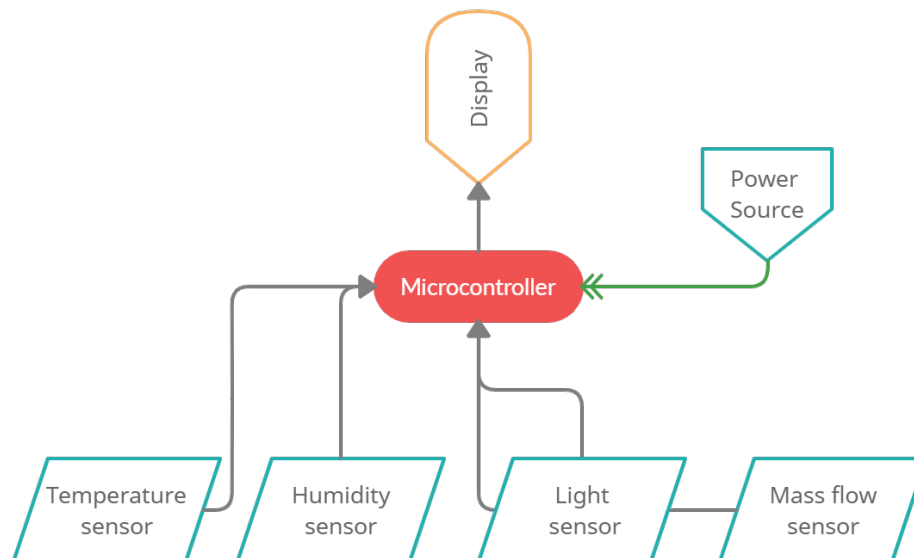 Display
Power
Source
Microcontroller
Temperature
sensor
Humidity
sensor
Light
sensor
Mass flow
sensor